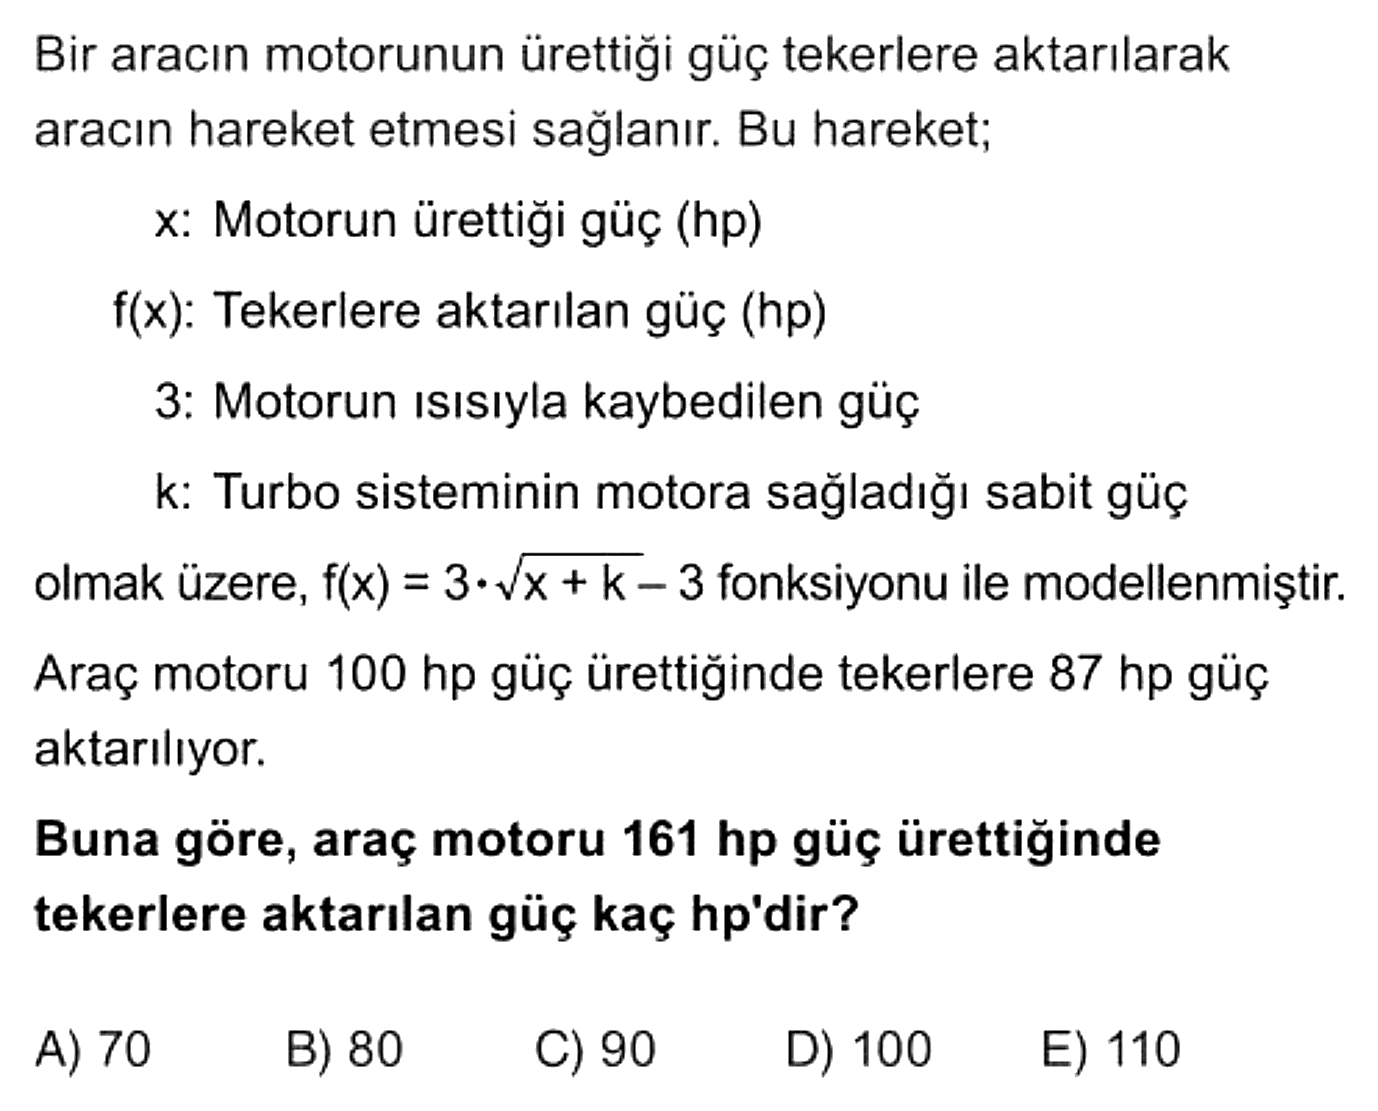 Bir aracın motorunun ürettiği güç tekerlere aktarılarak
aracın hareket etmesi sağlanır. Bu hareket;
x: Motorun ürettiği güç (hp)
f(x): Tekerlere aktarılan güç (hp)
3: Motorun ısısıyla kaybedilen güç
k: Turbo sisteminin motora sağladığı sabit güç
olmak üzere, f(x) = 3·√(x + k) – 3 fonksiyonu ile modellenmiştir.
Araç motoru 100 hp güç ürettiğinde tekerlere 87 hp güç
aktarılıyor.
Buna göre, araç motoru 161 hp güç ürettiğinde
tekerlere aktarılan güç kaç hp'dir?
A) 70 B) 80 C) 90 D) 100 E) 110